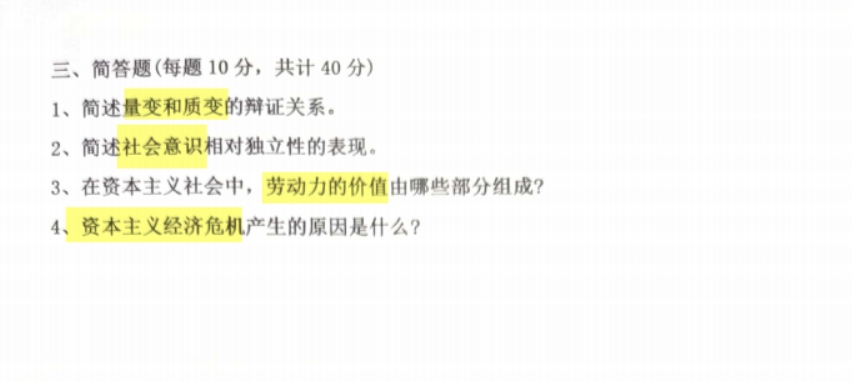 三、简答题(每题 10 分，共计 40 分)
1、简述量变和质变的辩证关系。
2、简述社会意识相对独立性的表现。
3、在资本主义社会中，劳动力的价值由哪些部分组成?
4、资本主义经济危机产生的原因是什么?